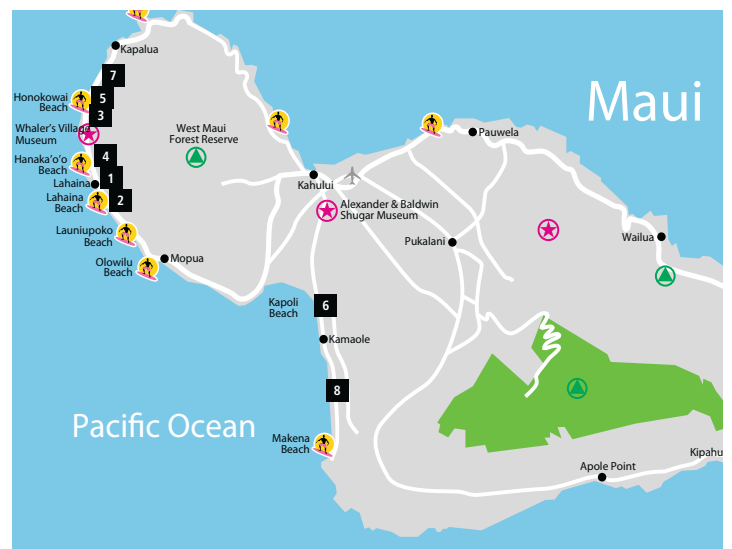 Kapalua
7
Honokowai
Beach
5
3
Whaler's Village
Museum
West Maui
Forest Reserve
Maui
Pauwela
Hanaka'o'o
Beach
4
1
Lahaina
Lahaina
Beach
2
Kahului
Alexander & Baldwin
Shugar Museum
Launiupoko
Beach
Olowilu
Beach
Mopua
Pukalani
Wailua
Kapoli
Beach
6
Kamaole
8
Pacific Ocean
Makena
Beach
Apole Point
Kipahu